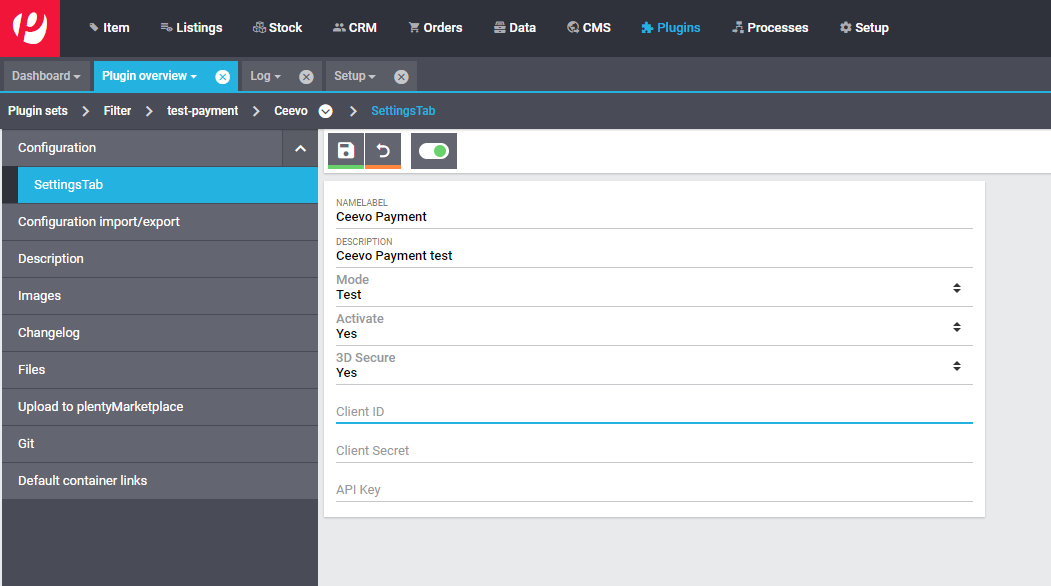 Item Listings Stock CRM Orders Data CMS Plugins Processes Setup
Dashboard Plugin overview Log Setup
Plugin sets Filter test-payment Ceevo SettingsTab
Configuration
SettingsTab
Configuration import/export
Description
Images
Changelog
Files
Upload to plentyMarketplace
Git
Default container links
NAMELABEL
Ceevo Payment
DESCRIPTION
Ceevo Payment test
Mode
Test
Activate
Yes
3D Secure
Yes
Client ID
Client Secret
API Key